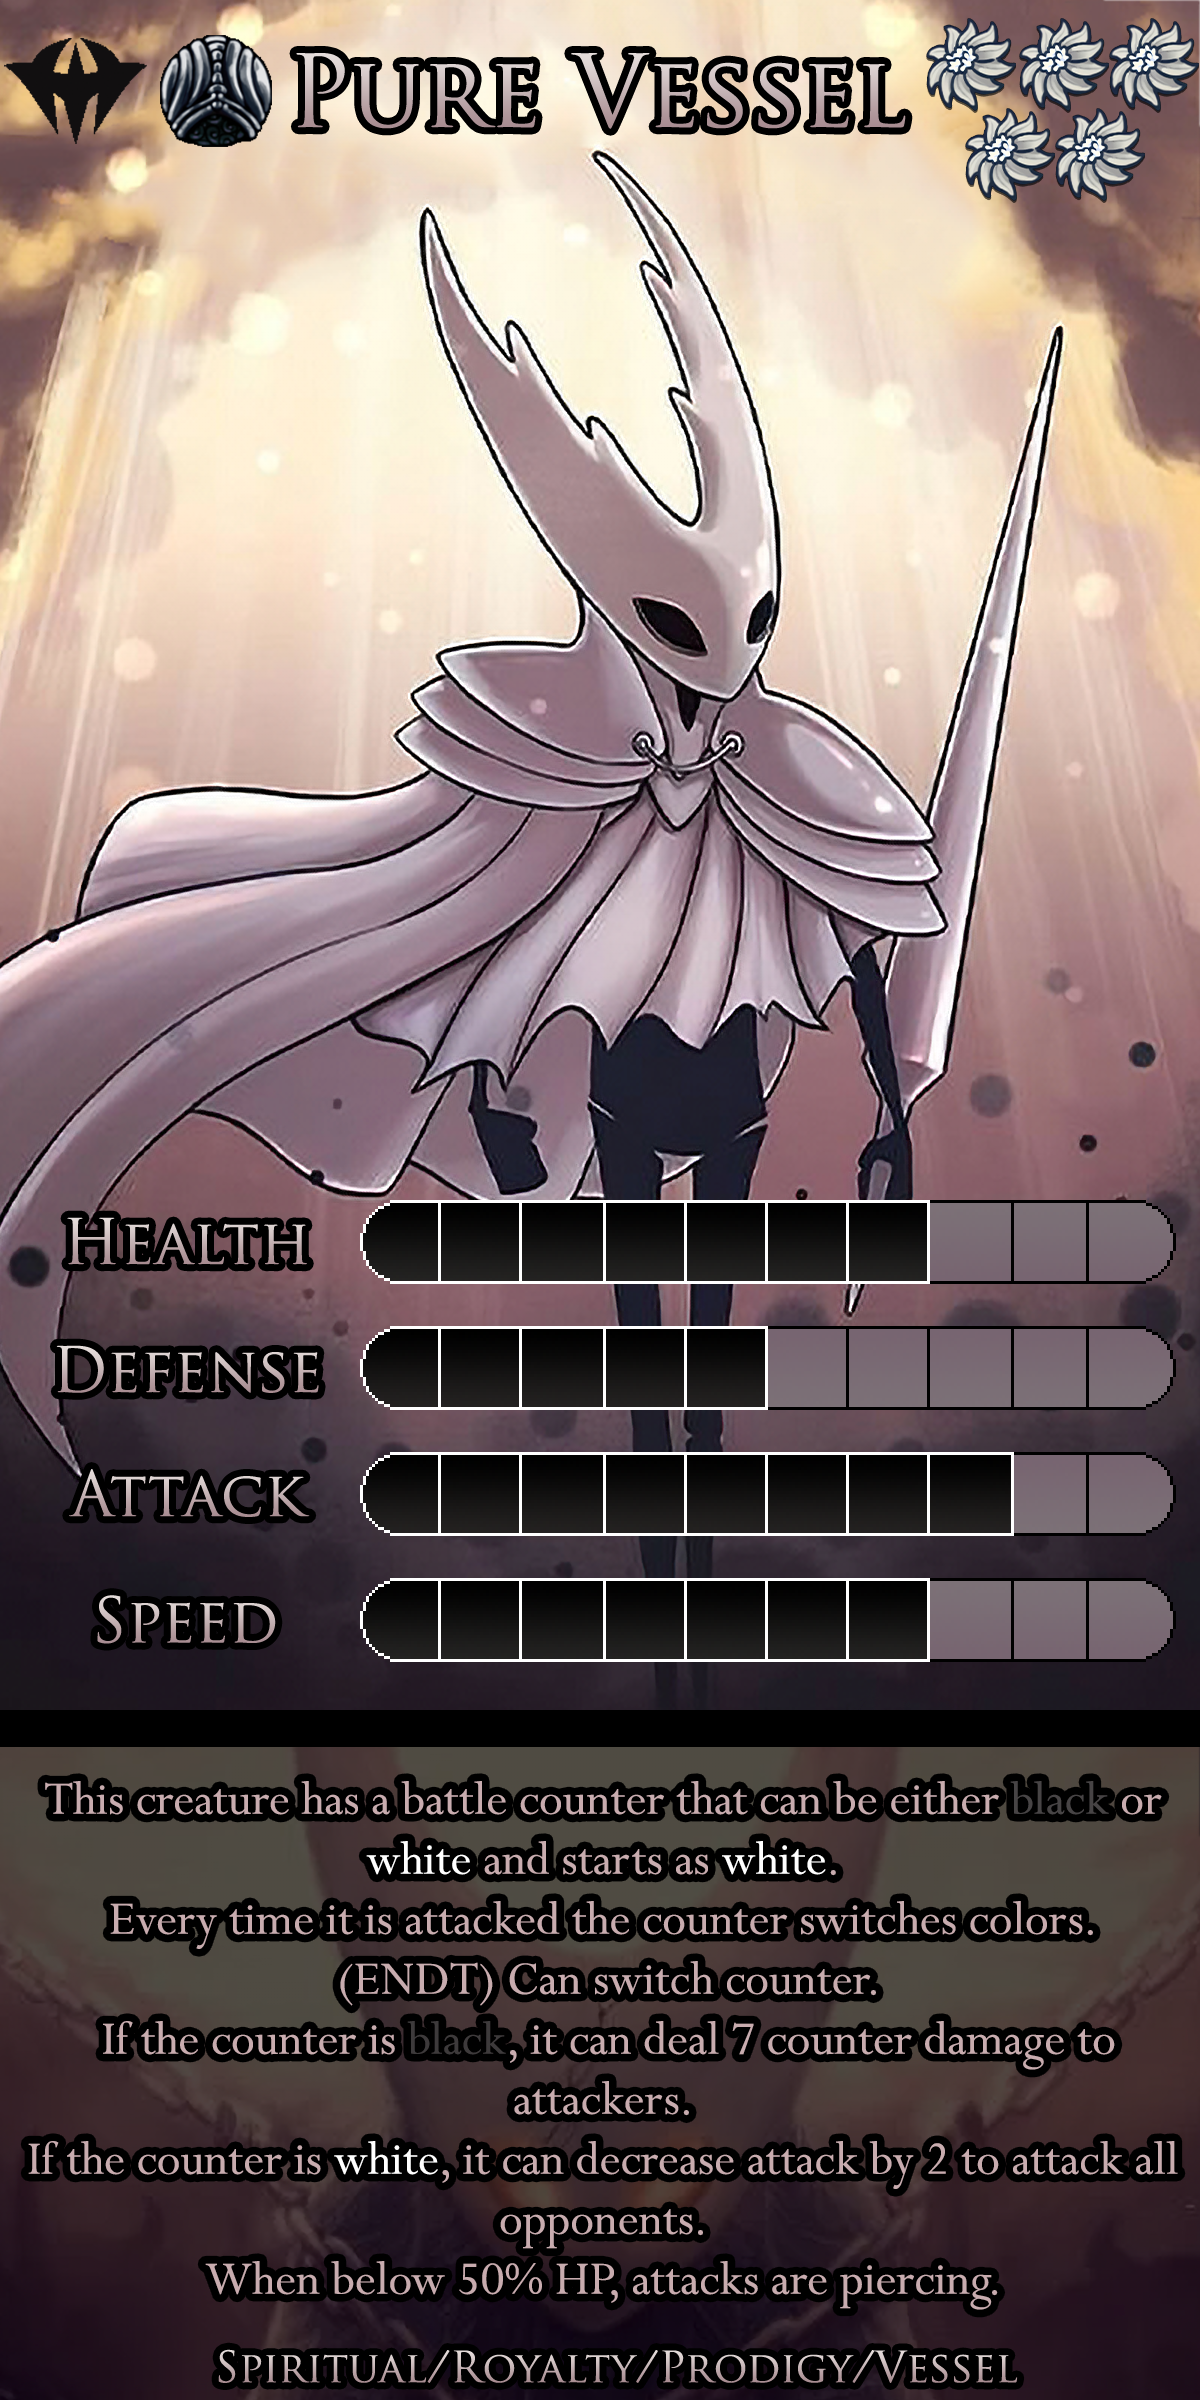 PURE VESSEL
HEALTH
DEFENSE
ATTACK
SPEED
This creature has a battle counter that can be either black or
white and starts as white.
Every time it is attacked the counter switches colors.
(ENDT) Can switch counter.
If the counter is black, it can deal 7 counter damage to
attackers.
If the counter is white, it can decrease attack by 2 to attack all
opponents.
When below 50% HP, attacks are piercing.
SPIRITUAL/ROYALTY/PRODIGY/VESSEL